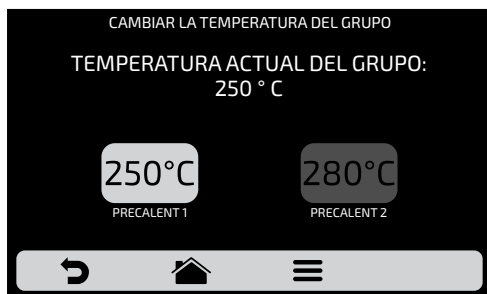 CAMBIAR LA TEMPERATURA DEL GRUPO
TEMPERATURA ACTUAL DEL GRUPO:
250 ° C
250°C
280°C
PRECALENT 1
PRECALENT 2